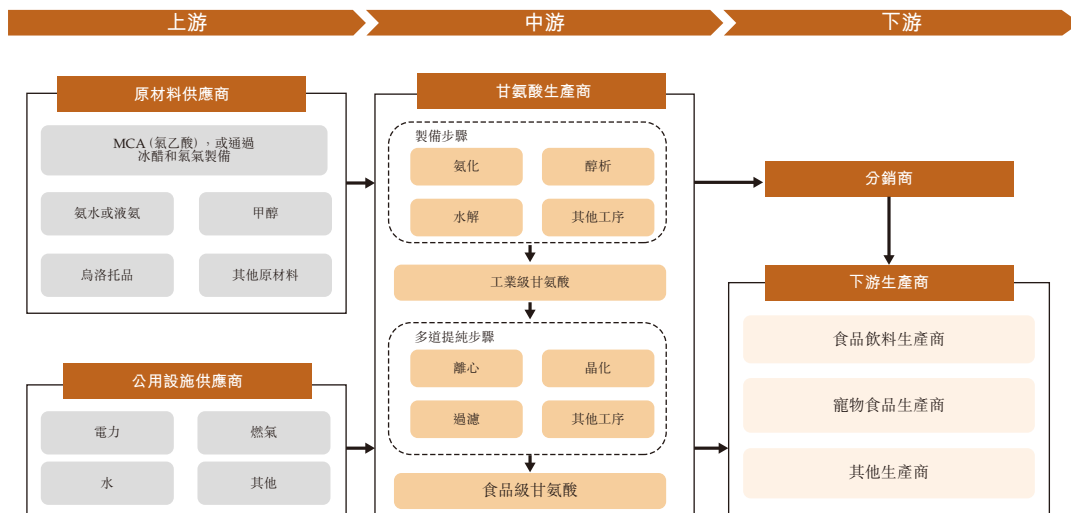 上游
中游
下游
原材料供應商
MCA（氯乙酸），或通過
冰醋和氯氣製備
氨水或液氨
甲醇
烏洛托品
其他原材料
公用設施供應商
電力
燃氣
水
其他
甘氨酸生產商
製備步驟
氨化
醇析
水解
其他工序
工業級甘氨酸
多道提純步驟
離心
晶化
過濾
其他工序
食品級甘氨酸
分銷商
下游生產商
食品飲料生產商
寵物食品生產商
其他生產商